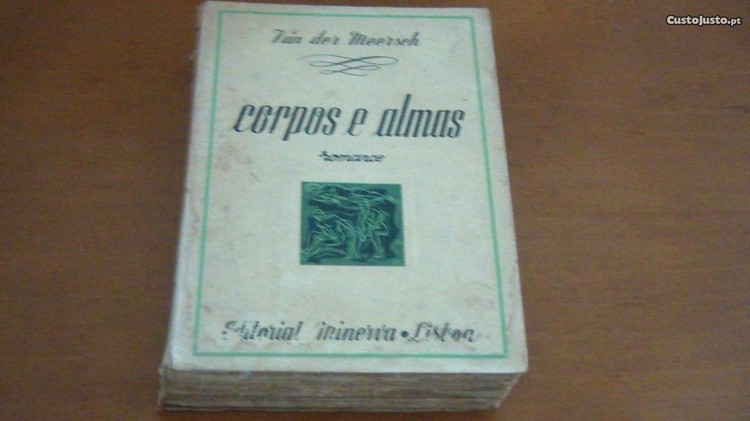 CustoJusto.pt
Van der Meersch
corpos e almas
romance
Editorial Minerva • Lisboa